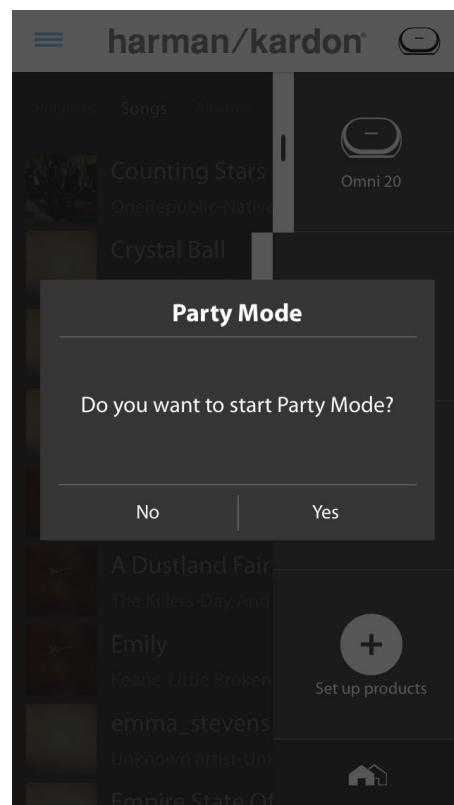 harman/kardon
Playlists Songs Albums
Counting Stars
OneRepublic-Native
Omni 20
Crystal Ball
Party Mode
Do you want to start Party Mode?
No Yes
A Dustland Fair
The Killers-Day And
Emily
Keane-Little Broken
Set up products
emma_stevens
Unknown artist-Unk
Empire State Of